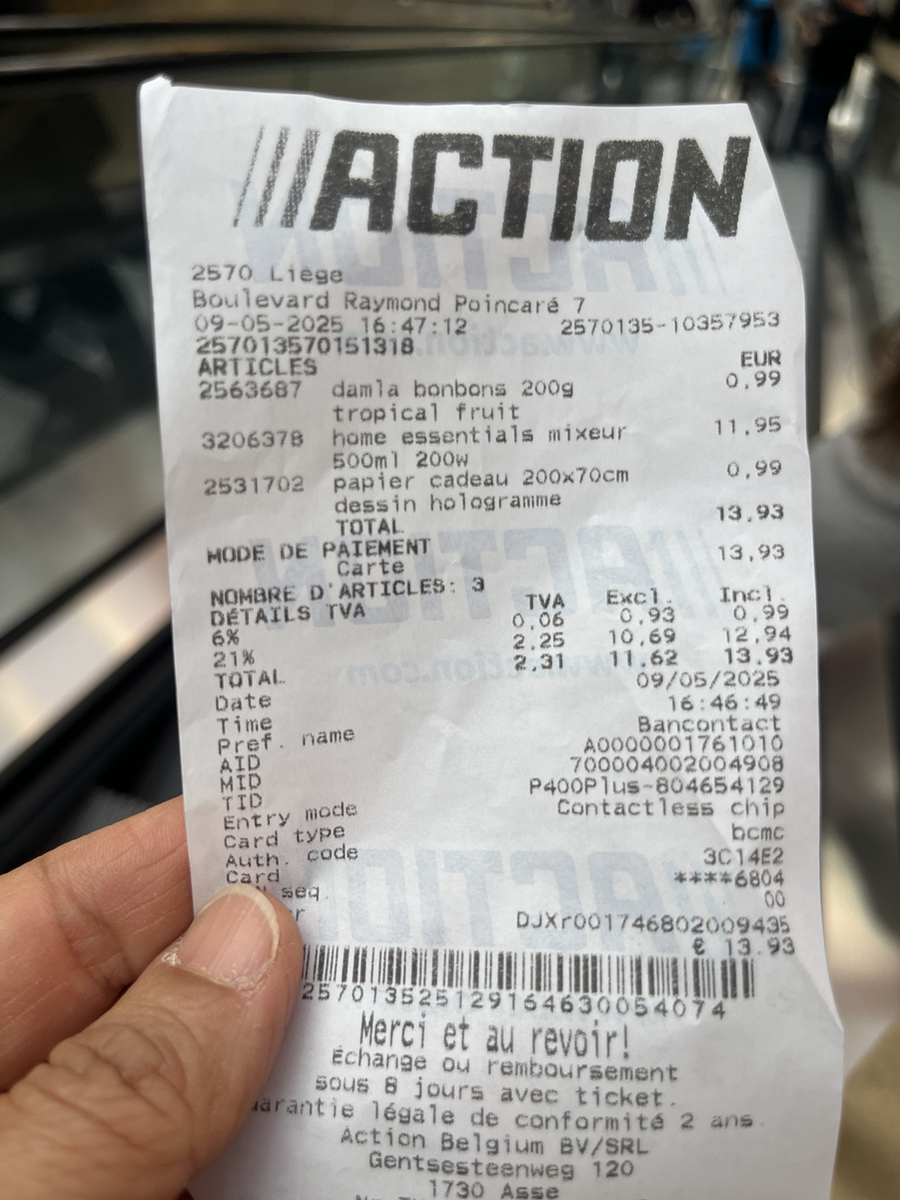 ACTION
2570 Liège
Boulevard Raymond Poincaré 7
09-05-2025 16:47:12 2570135-10357953
257013570151318
ARTICLES EUR
2563687 damla bonbons 200g 0,99
tropical fruit
3206378 home essentials mixeur 11,95
500ml 200w
2531702 papier cadeau 200x70cm 0,99
dessin hologramme
TOTAL 13,93
MODE DE PAIEMENT
Carte 13,93
NOMBRE D'ARTICLES: 3
DÉTAILS TVA TVA Excl. Incl.
6% 0,06 0,93 0,99
21% 2,25 10,69 12,94
TOTAL 2,31 11,62 13,93
Date 09/05/2025
Time 16:46:49
Pref. name Bancontact
AID A0000001761010
MID 700004002004908
TID P400Plus-804654129
Entry mode Contactless chip
Card type bcmc
Auth. code 3C14E2
Card ****6804
seq. 00
DJXr001746802009435
€ 13.93
257013525129164630054074
Merci et au revoir!
Échange ou remboursement
sous 8 jours avec ticket.
légale de conformité 2 ans.
Action Belgium BV/SRL
Gentsesteenweg 120
1730 Asse